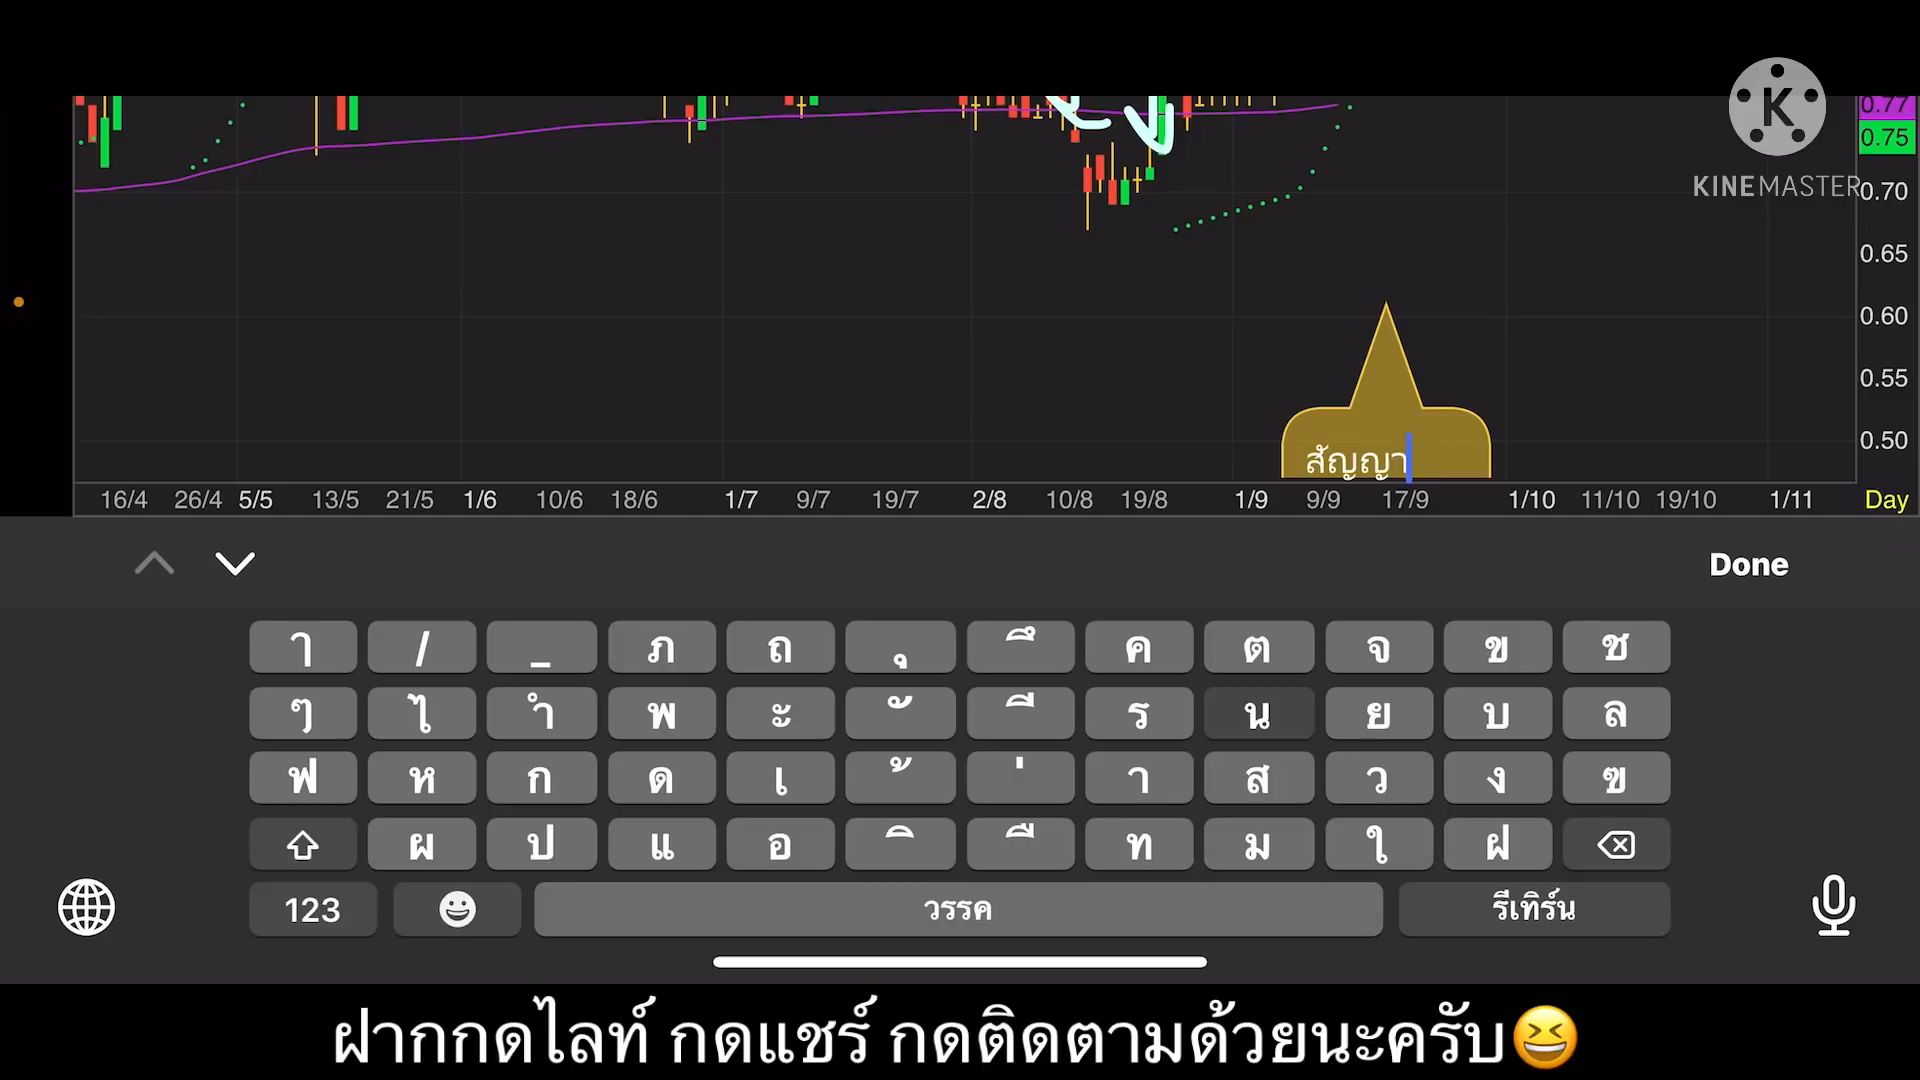 0.77
0.75
K
KINEMASTER
0.70
0.65
0.60
0.55
0.50
สัญญา
16/4 26/4 5/5 13/5 21/5 1/6 10/6 18/6 1/7 9/7 19/7 2/8 10/8 19/8 1/9 9/9 17/9 1/10 11/10 19/10 1/11 Day
Done
ๅ / _ ภ ถ ุ ึ ค ต จ ข ช
ๆ ไ ำ พ ะ ั ี ร น ย บ ล
ฟ ห ก ด เ ้ ่ า ส ว ง ฃ
ผ ป แ อ ิ ื ท ม ใ ฝ
123 วรรค รีเทิร์น
ฝากกดไลท์ กดแชร์ กดติดตามด้วยนะครับ😆